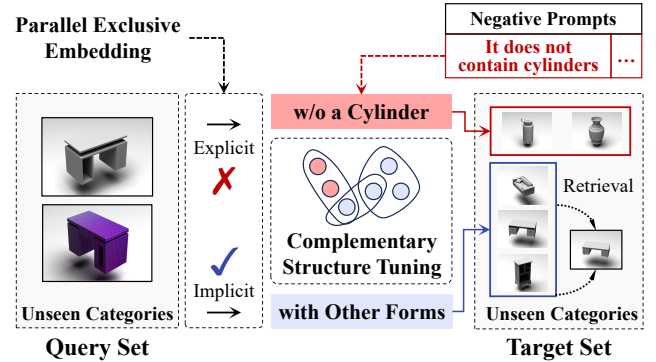 Parallel Exclusive
Embedding
Negative Prompts
It does not
contain cylinders
...
w/o a Cylinder
Explicit
Retrieval
Complementary
Structure Tuning
Implicit
with Other Forms
Unseen Categories
Unseen Categories
Query Set
Target Set